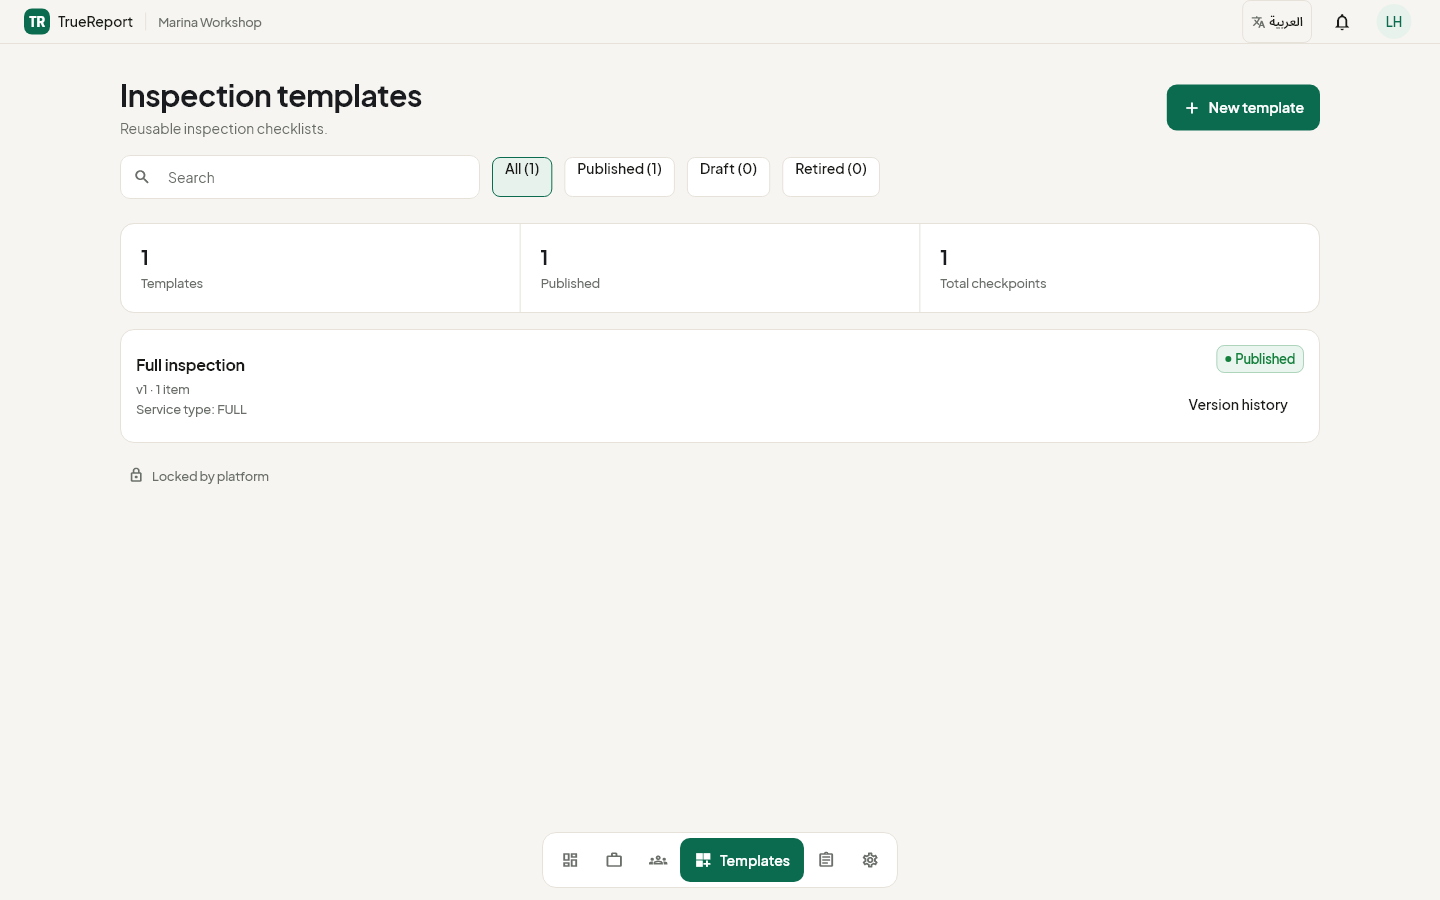 TR TrueReport Marina Workshop العربية LH
Inspection templates
Reusable inspection checklists.
New template
Search All (1) Published (1) Draft (0) Retired (0)
1 1 1
Templates Published Total checkpoints
Full inspection Published
v1 · 1 item
Service type: FULL Version history
Locked by platform
Templates